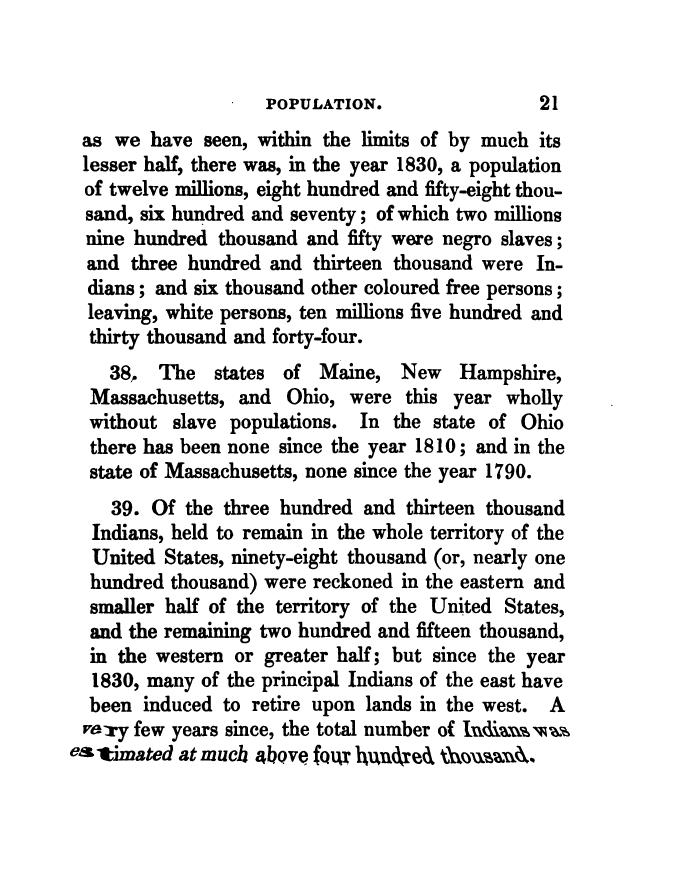 POPULATION. 21
as we have seen, within the limits of by much its
lesser half, there was, in the year 1830, a population
of twelve millions, eight hundred and fifty-eight thou-
sand, six hundred and seventy; of which two millions
nine hundred thousand and fifty were negro slaves;
and three hundred and thirteen thousand were In-
dians; and six thousand other coloured free persons;
leaving, white persons, ten millions five hundred and
thirty thousand and forty-four.
38. The states of Maine, New Hampshire,
Massachusetts, and Ohio, were this year wholly
without slave populations. In the state of Ohio
there has been none since the year 1810; and in the
state of Massachusetts, none since the year 1790.
39. Of the three hundred and thirteen thousand
Indians, held to remain in the whole territory of the
United States, ninety-eight thousand (or, nearly one
hundred thousand) were reckoned in the eastern and
smaller half of the territory of the United States,
and the remaining two hundred and fifteen thousand,
in the western or greater half; but since the year
1830, many of the principal Indians of the east have
been induced to retire upon lands in the west. A
very few years since, the total number of Indians was
estimated at much above four hundred thousand.